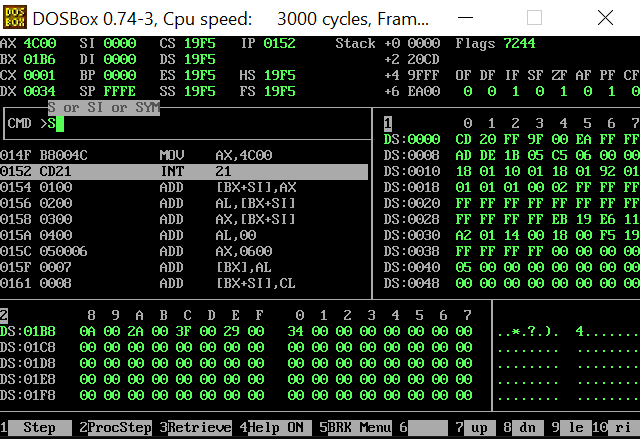 DOSBox 0.74-3, Cpu speed:    3000 cycles, Fram...
AX 4C00  SI 0000  CS 19F5  IP 0152  Stack +0 0000  Flags 7244
BX 01B6  DI 0000  DS 19F5  +2 20CD
CX 0001  BP 0000  ES 19F5  HS 19F5  +4 9FFF  OF DF IF SF ZF AF PF CF
DX 0034  SP FFFE  SS 19F5  FS 19F5  +6 EA00  0  0  1  0  1  0  1  0
S or SI or SYM
CMD >S
1  0  1  2  3  4  5  6  7
DS:0000  CD 20 FF 9F 00 EA FF FF
DS:0008  AD DE 1B 05 C5 06 00 00
DS:0010  18 01 10 01 18 01 92 01
DS:0018  01 01 01 00 02 FF FF FF
DS:0020  FF FF FF FF FF FF FF FF
DS:0028  FF FF FF FF EB 19 E6 11
DS:0030  A2 01 14 00 18 00 F5 19
DS:0038  FF FF FF FF 00 00 00 00
DS:0040  05 00 00 00 00 00 00 00
DS:0048  00 00 00 00 00 00 00 00
014F  B8004C  MOV  AX,4C00
0152  CD21  INT  21
0154  0100  ADD  [BX+SI],AX
0156  0200  ADD  AL,[BX+SI]
0158  0300  ADD  AX,[BX+SI]
015A  0400  ADD  AL,00
015C  050006  ADD  AX,0600
015F  0007  ADD  [BX],AL
0161  0008  ADD  [BX+SI],CL
2  8  9  A  B  C  D  E  F  0  1  2  3  4  5  6  7
DS:01B8  0A 00 2A 00 3F 00 29 00  34 00 00 00 00 00 00 00  ..*.?.).  4.......
DS:01C8  00 00 00 00 00 00 00 00  00 00 00 00 00 00 00 00  ........  ........
DS:01D8  00 00 00 00 00 00 00 00  00 00 00 00 00 00 00 00  ........  ........
DS:01E8  00 00 00 00 00 00 00 00  00 00 00 00 00 00 00 00  ........  ........
DS:01F8  00 00 00 00 00 00 00 00  00 00 00 00 00 00 00 00  ........  ........
1 Step  2ProcStep  3Retrieve  4Help ON  5BRK Menu  6  7 up  8 dn  9 le  10 ri